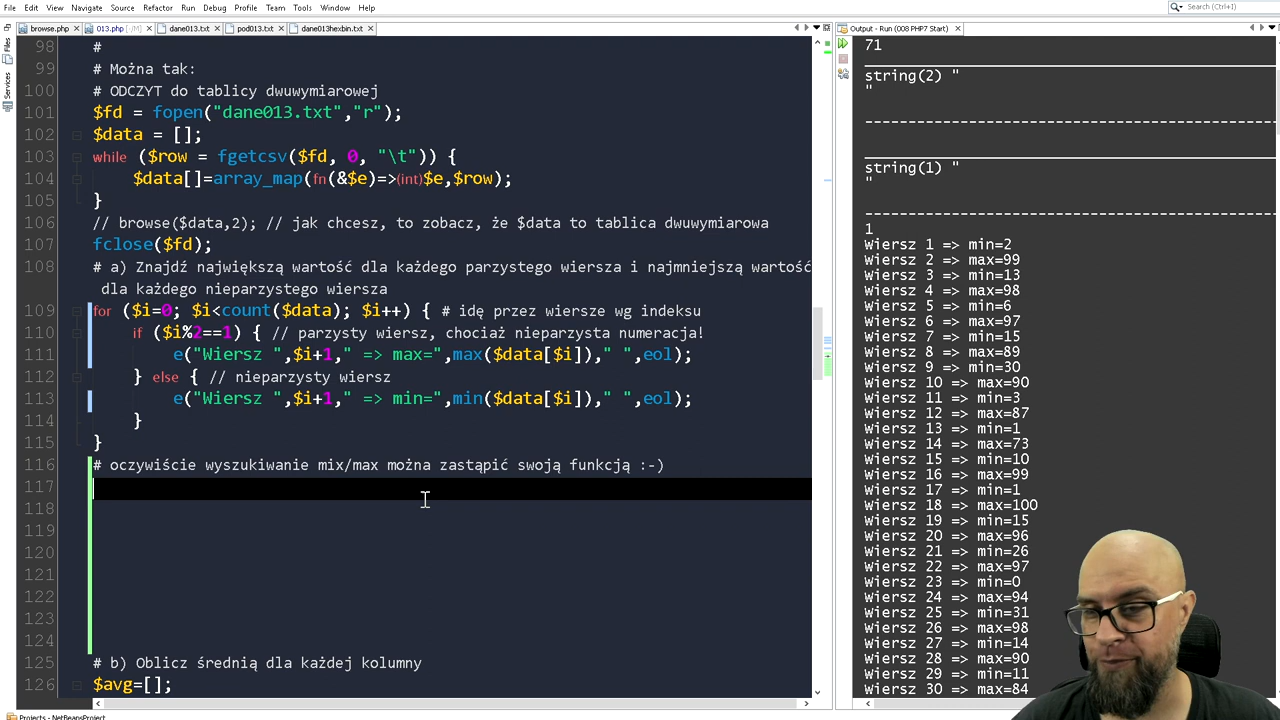 File Edit View Navigate Source Refactor Run Debug Profile Team Tools Window Help
Search (Ctrl+I)
browse.php 013.php [-/M] dane013.txt pod013.txt dane013hexbin.txt
Files
Services
98 #
99 # Można tak:
100 # ODCZYT do tablicy dwuwymiarowej
101 $fd = fopen("dane013.txt","r");
102 $data = [];
103 while ($row = fgetcsv($fd, 0, "\t")) {
104 $data[]=array_map(fn(&$e)=>(int)$e,$row);
105 }
106 // browse($data,2); // jak chcesz, to zobacz, że $data to tablica dwuwymiarowa
107 fclose($fd);
108 # a) Znajdź największą wartość dla każdego parzystego wiersza i najmniejszą wartość
dla każdego nieparzystego wiersza
109 for ($i=0; $i<count($data); $i++) { # idę przez wiersze wg indeksu
110 if ($i%2==1) { // parzysty wiersz, chociaż nieparzysta numeracja!
111 e("Wiersz ",$i+1," => max=",max($data[$i])," ",eol);
112 } else { // nieparzysty wiersz
113 e("Wiersz ",$i+1," => min=",min($data[$i])," ",eol);
114 }
115 }
116 # oczywiście wyszukiwanie mix/max można zastąpić swoją funkcją :-)
117
118
119
120
121
122
123
124
125 # b) Oblicz średnią dla każdej kolumny
126 $avg=[];
Projects - NetBeansProject
Output - Run (008 PHP7 Start)
71
string(2) "
"
--------------------------------------------------
string(1) "
"
--------------------------------------------------
1
Wiersz 1 => min=2
Wiersz 2 => max=99
Wiersz 3 => min=13
Wiersz 4 => max=98
Wiersz 5 => min=6
Wiersz 6 => max=97
Wiersz 7 => min=15
Wiersz 8 => max=89
Wiersz 9 => min=30
Wiersz 10 => max=90
Wiersz 11 => min=3
Wiersz 12 => max=87
Wiersz 13 => min=1
Wiersz 14 => max=73
Wiersz 15 => min=10
Wiersz 16 => max=99
Wiersz 17 => min=1
Wiersz 18 => max=100
Wiersz 19 => min=15
Wiersz 20 => max=96
Wiersz 21 => min=26
Wiersz 22 => max=97
Wiersz 23 => min=0
Wiersz 24 => max=94
Wiersz 25 => min=31
Wiersz 26 => max=98
Wiersz 27 => min=14
Wiersz 28 => max=90
Wiersz 29 => min=11
Wiersz 30 => max=84